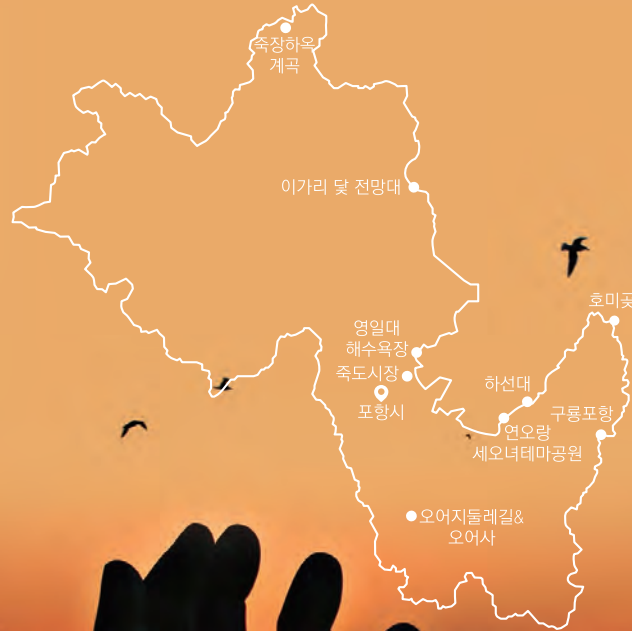 죽장하옥
계곡
이가리 닻 전망대
호미곶
영일대
해수욕장
죽도시장
포항시
하선대
구룡포항
연오랑
세오녀테마공원
오어지둘레길&
오어사